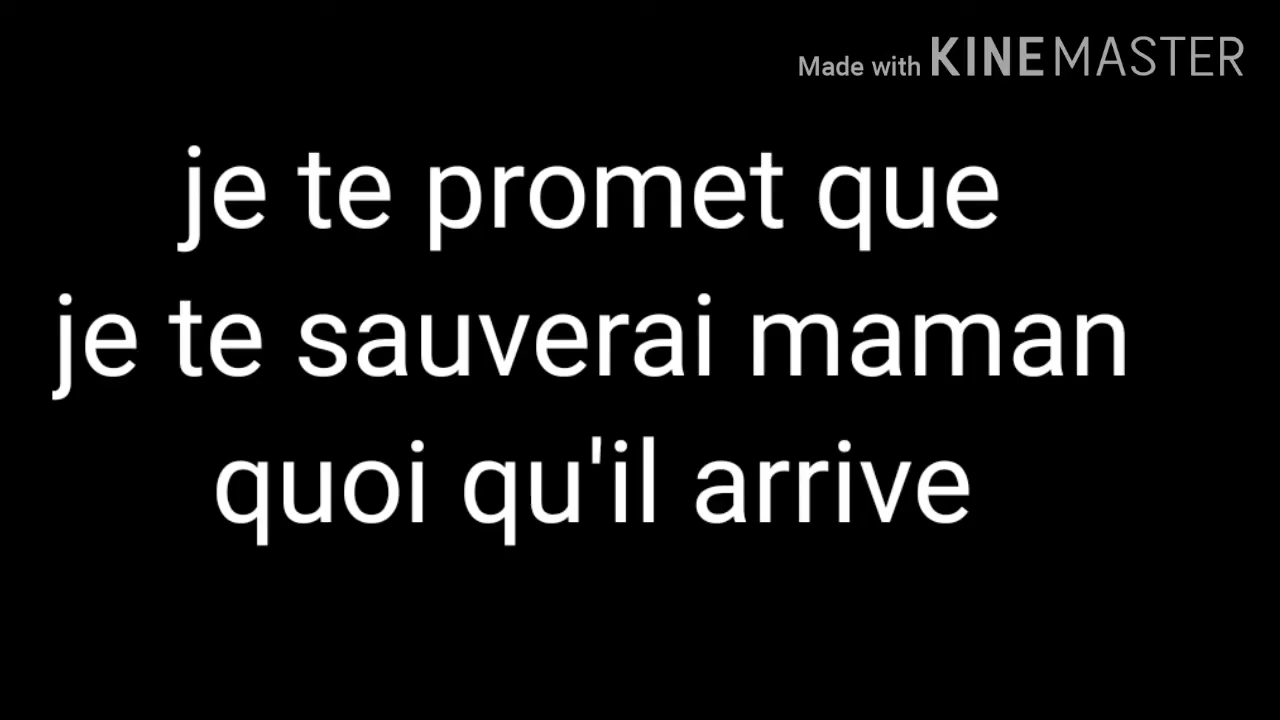 Made with KINEMASTER
je te promet que
je te sauverai maman
quoi qu'il arrive